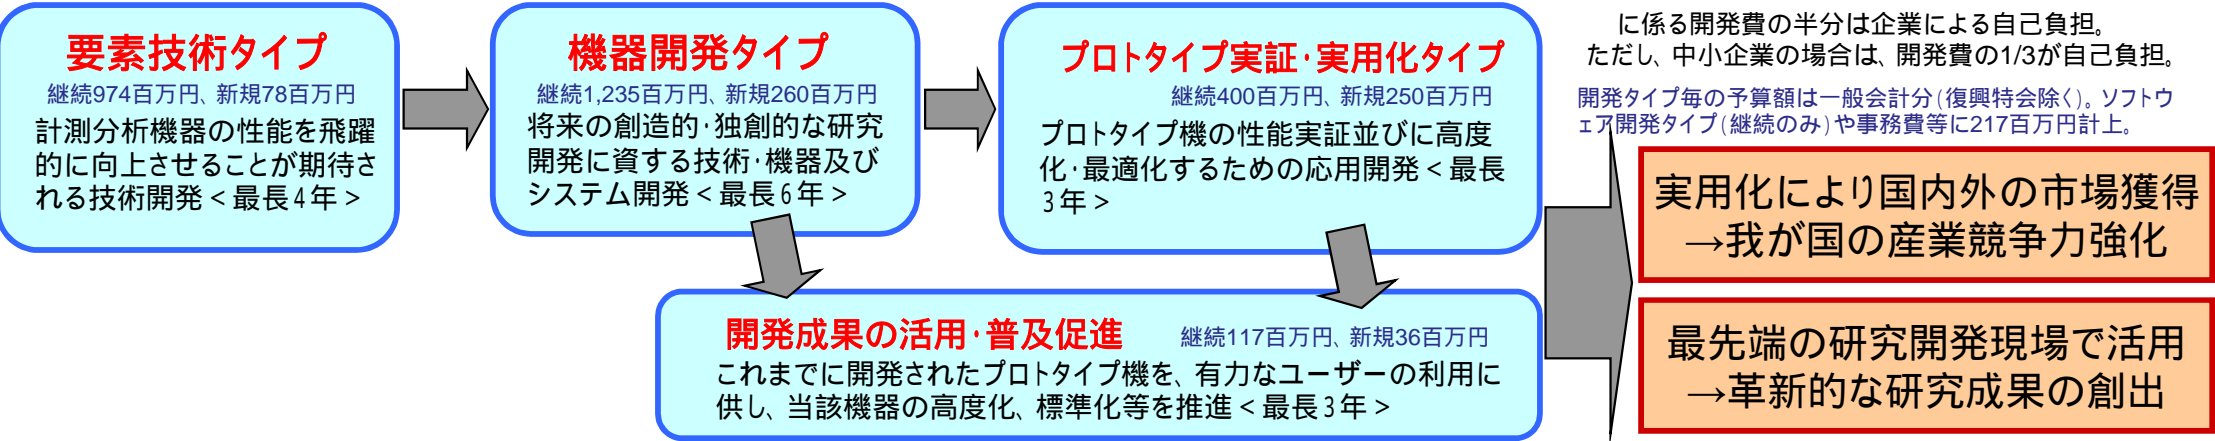 要素技術タイプ
継続974百万円、新規78百万円
計測分析機器の性能を飛躍
的に向上させることが期待さ
れる技術開発<最長4年>
機器開発タイプ
継続1,235百万円、新規260百万円
将来の創造的・独創的な研究
開発に資する技術・機器及び
システム開発<最長6年>
プロトタイプ実証・実用化タイプ
継続400百万円、新規250百万円
プロトタイプ機の性能実証並びに高度
化・最適化するための応用開発<最長
3年>
開発成果の活用・普及促進
継続117百万円、新規36百万円
これまでに開発されたプロトタイプ機を、有力なユーザーの利用に
供し、当該機器の高度化、標準化等を推進<最長3年>
に係る開発費の半分は企業による自己負担。
ただし、中小企業の場合は、開発費の1/3が自己負担。
開発タイプ毎の予算額は一般会計分(復興特会除く)。ソフトウ
ェア開発タイプ(継続のみ)や事務費等に217百万円計上。
実用化により国内外の市場獲得
→我が国の産業競争力強化
最先端の研究開発現場で活用
→革新的な研究成果の創出